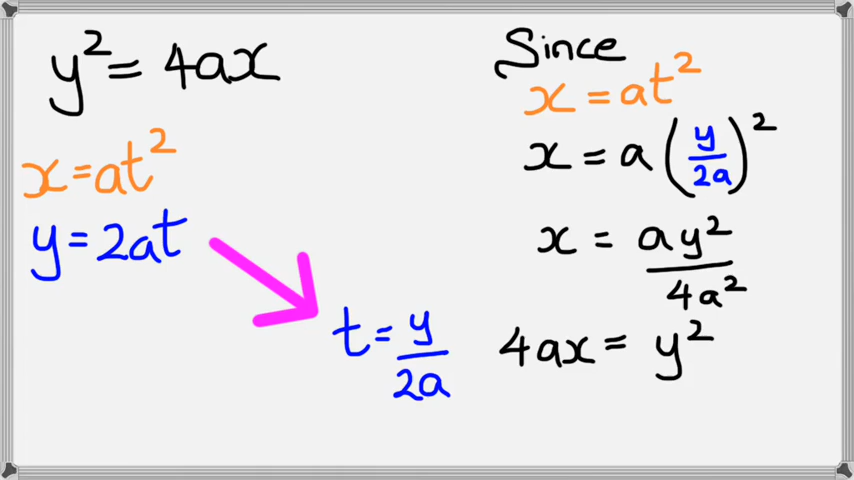 y² = 4ax
x = at²
y = 2at
t = y/2a
Since
x = at²
x = a(y/2a)²
x = ay²/4a²
4ax = y²